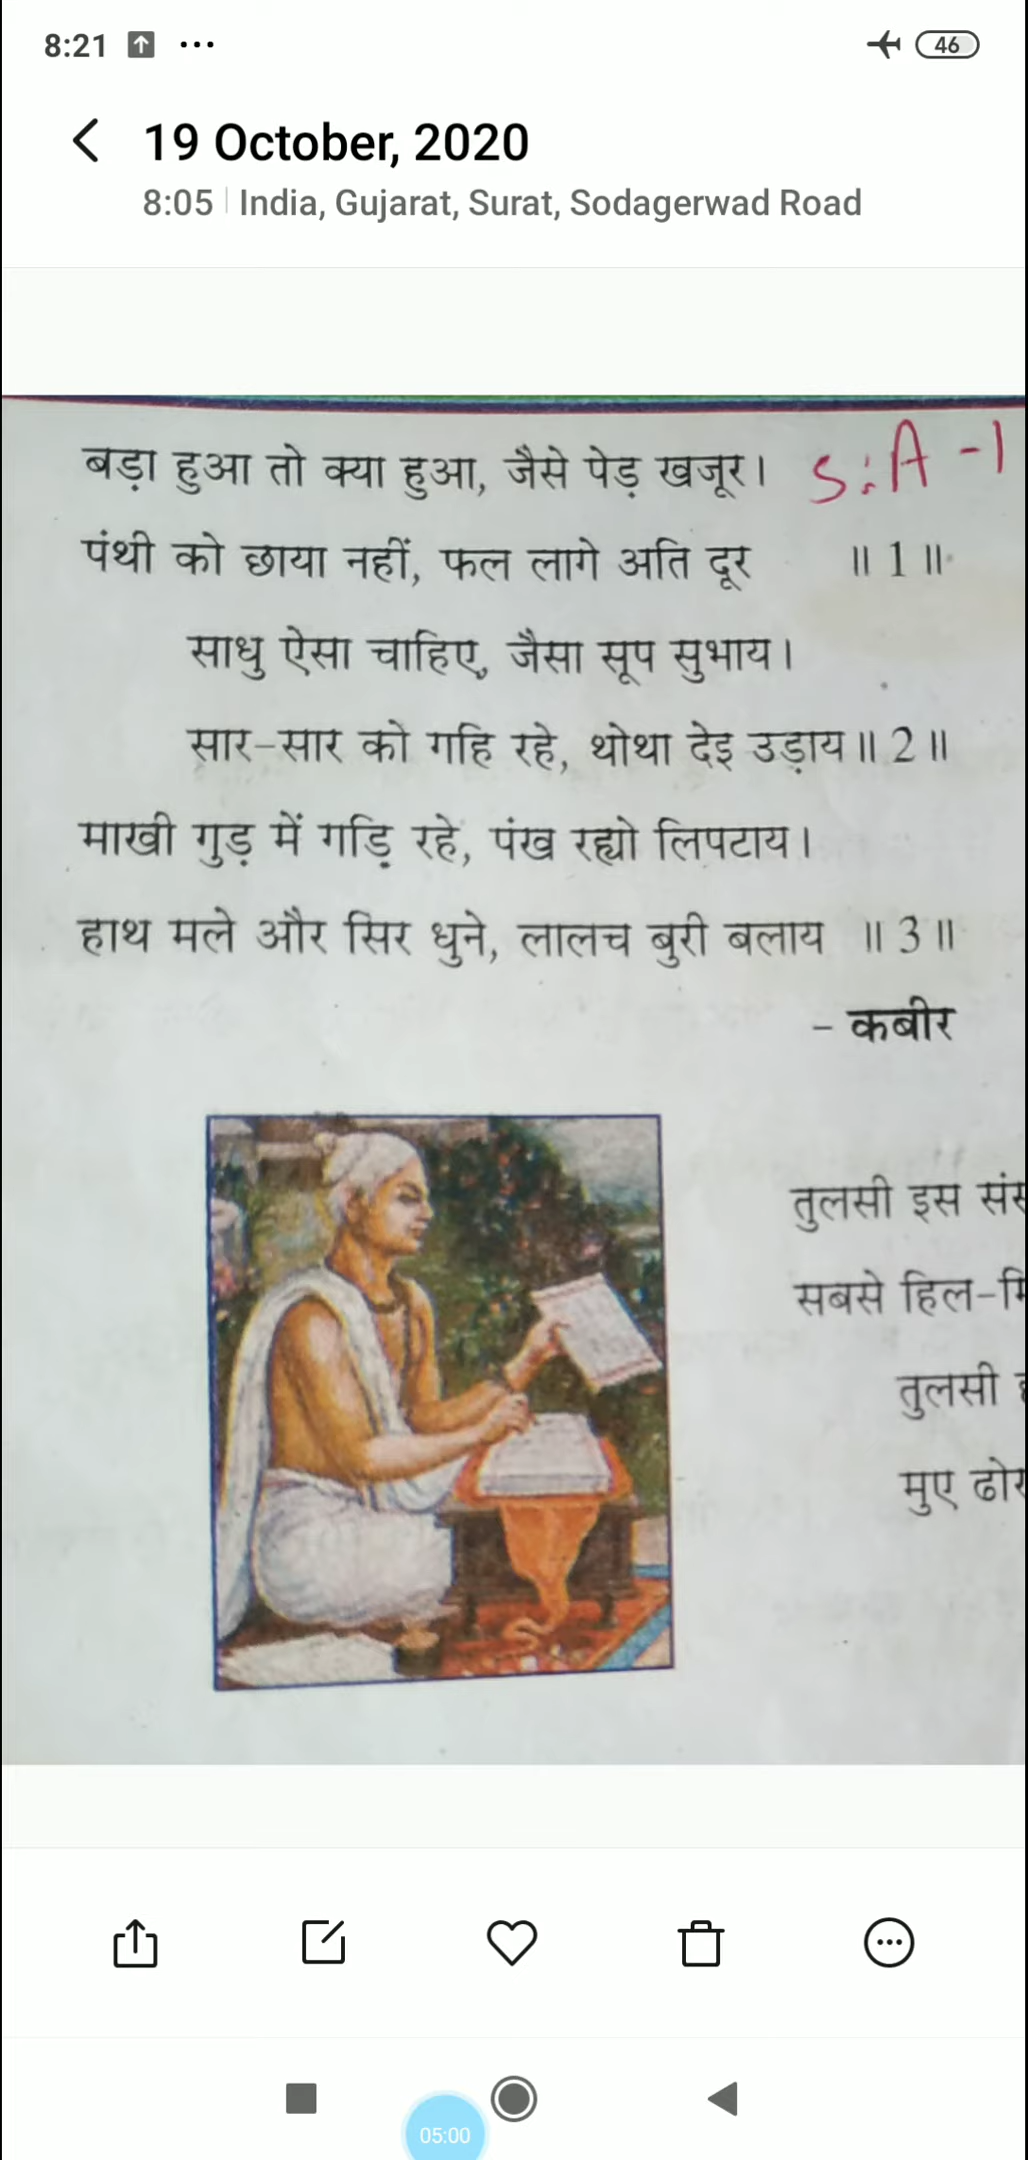 8:21 ...
46
19 October, 2020
8:05 | India, Gujarat, Surat, Sodagerwad Road
बड़ा हुआ तो क्या हुआ, जैसे पेड़ खजूर। S:A-1
पंथी को छाया नहीं, फल लागे अति दूर ॥ 1 ॥
साधु ऐसा चाहिए, जैसा सूप सुभाय।
सार-सार को गहि रहे, थोथा देइ उड़ाय॥ 2 ॥
माखी गुड़ में गड़ि रहे, पंख रह्यो लिपटाय।
हाथ मले और सिर धुने, लालच बुरी बलाय ॥ 3 ॥
- कबीर
तुलसी इस
सबसे हिल-
तुलसी
मुए
05:00